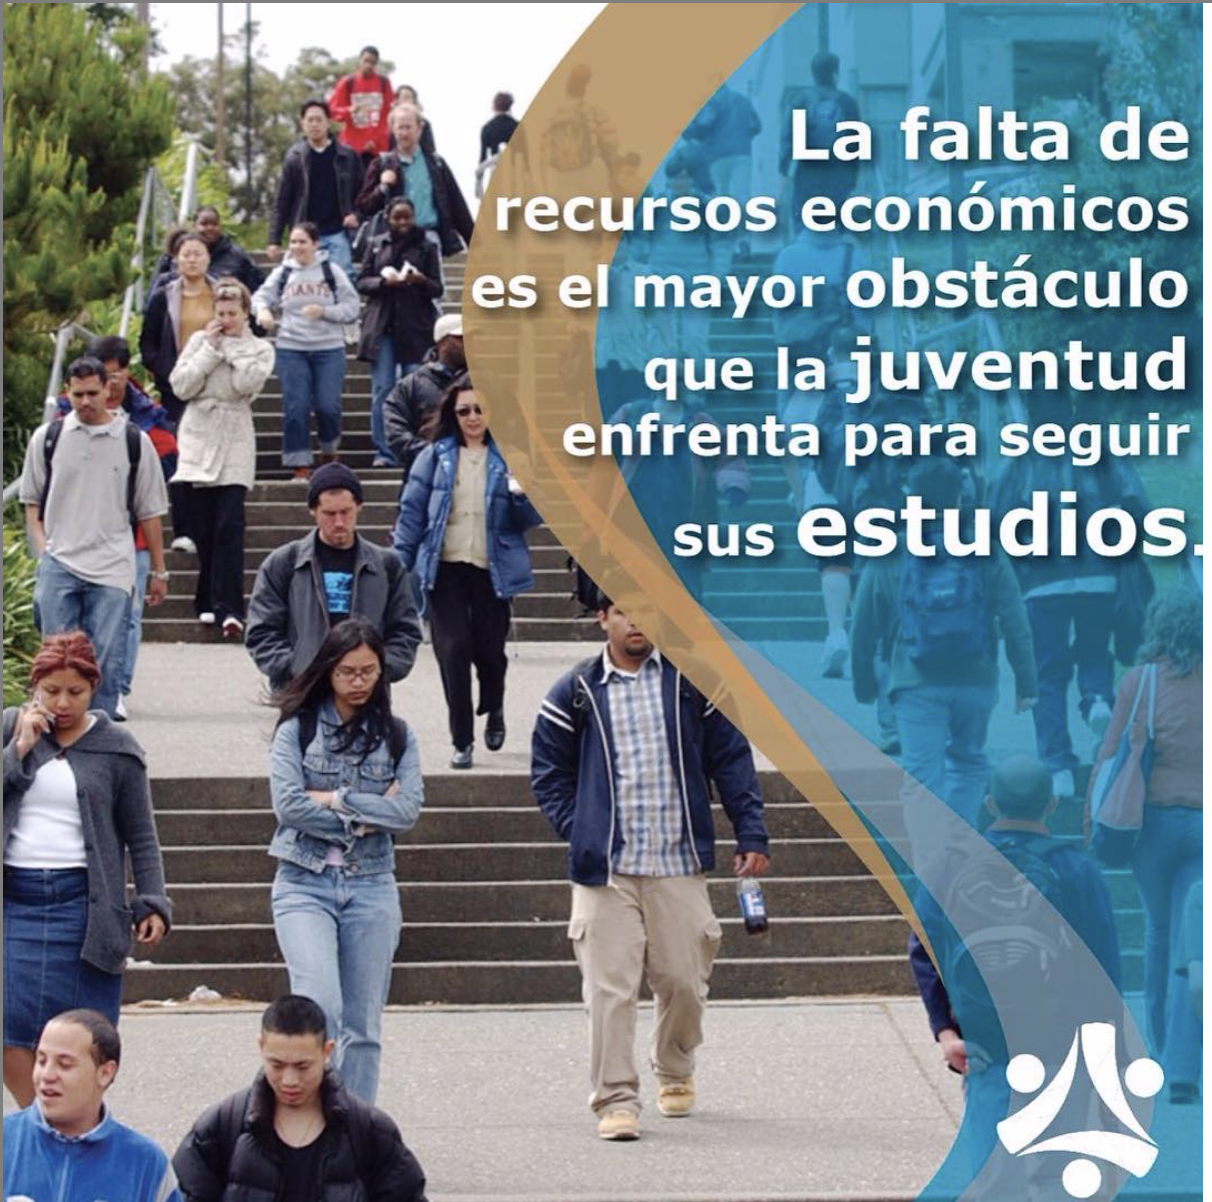 La falta de
recursos económicos
es el mayor obstáculo
que la juventud
enfrenta para seguir
sus estudios.